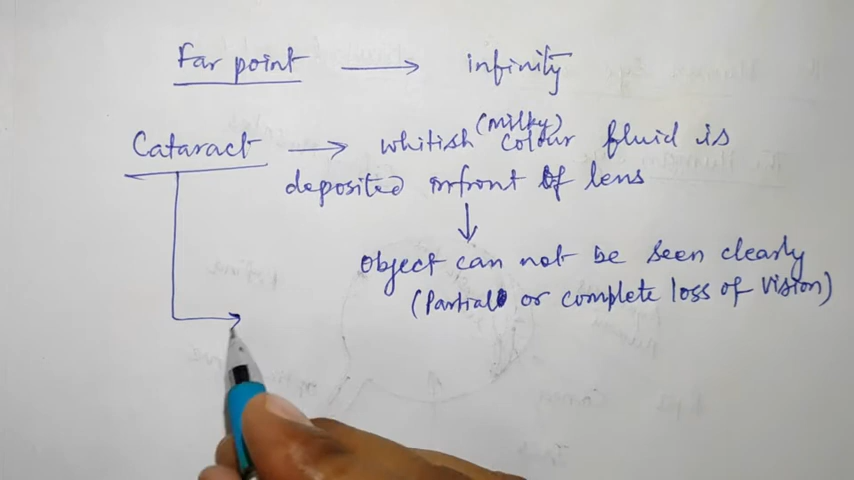 Far point → infinity
Cataract → whitish (milky) colour fluid is
deposited infront of lens
↓
Object can not be seen clearly
(Partial or complete loss of vision)